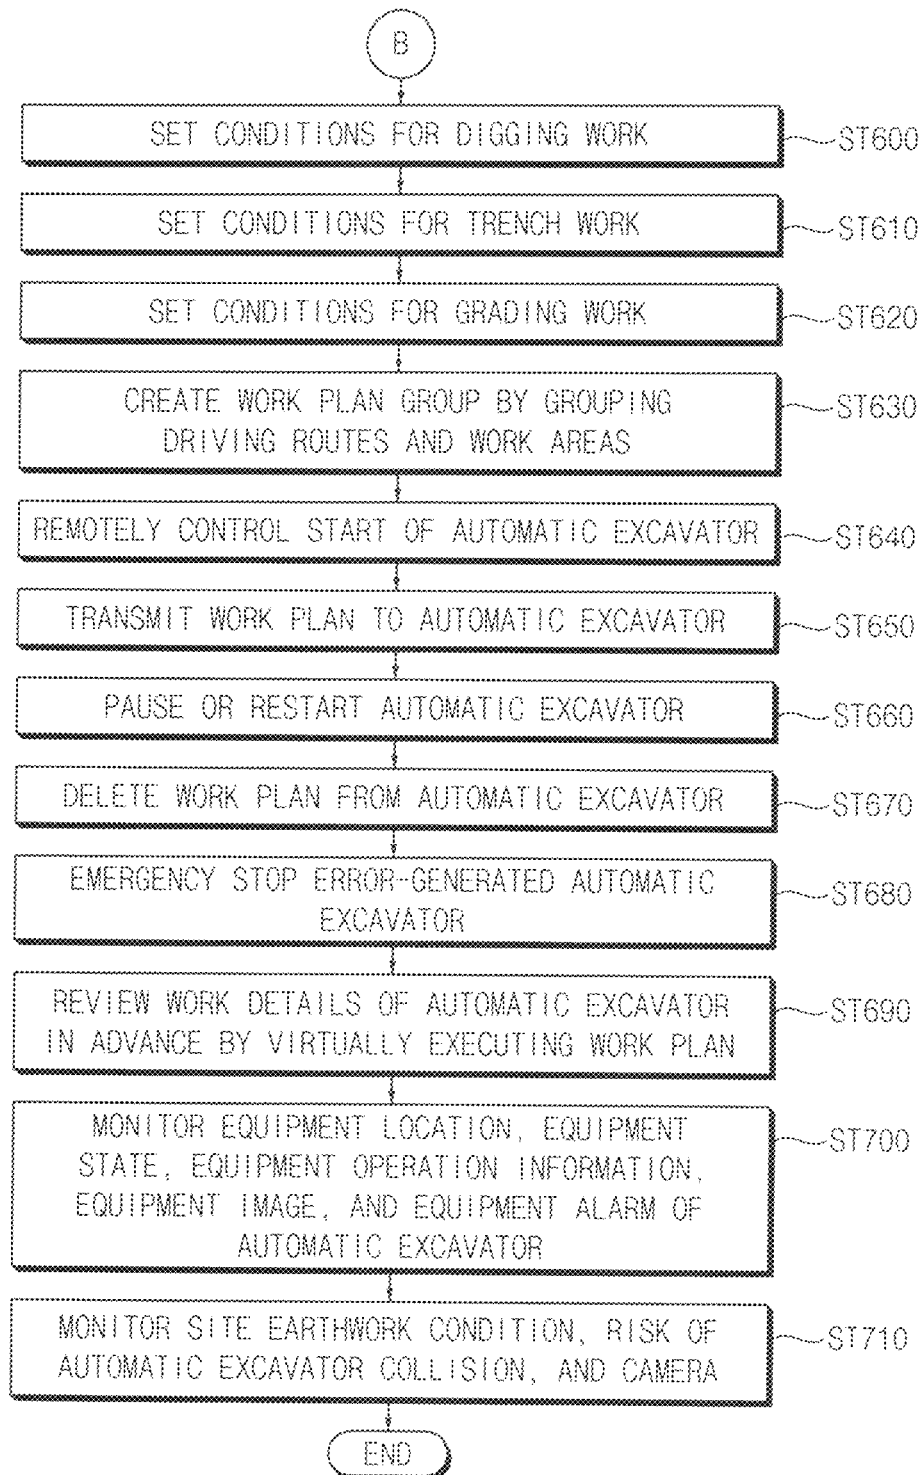 B
SET CONDITIONS FOR DIGGING WORK
ST600
SET CONDITIONS FOR TRENCH WORK
ST610
SET CONDITIONS FOR GRADING WORK
ST620
CREATE WORK PLAN GROUP BY GROUPING
DRIVING ROUTES AND WORK AREAS
ST630
REMOTELY CONTROL START OF AUTOMATIC EXCAVATOR
ST640
TRANSMIT WORK PLAN TO AUTOMATIC EXCAVATOR
ST650
PAUSE OR RESTART AUTOMATIC EXCAVATOR
ST660
DELETE WORK PLAN FROM AUTOMATIC EXCAVATOR
ST670
EMERGENCY STOP ERROR-GENERATED AUTOMATIC
EXCAVATOR
ST680
REVIEW WORK DETAILS OF AUTOMATIC EXCAVATOR
IN ADVANCE BY VIRTUALLY EXECUTING WORK PLAN
ST690
MONITOR EQUIPMENT LOCATION, EQUIPMENT
STATE, EQUIPMENT OPERATION INFORMATION,
EQUIPMENT IMAGE, AND EQUIPMENT ALARM OF
AUTOMATIC EXCAVATOR
ST700
MONITOR SITE EARTHWORK CONDITION, RISK OF
AUTOMATIC EXCAVATOR COLLISION, AND CAMERA
ST710
END